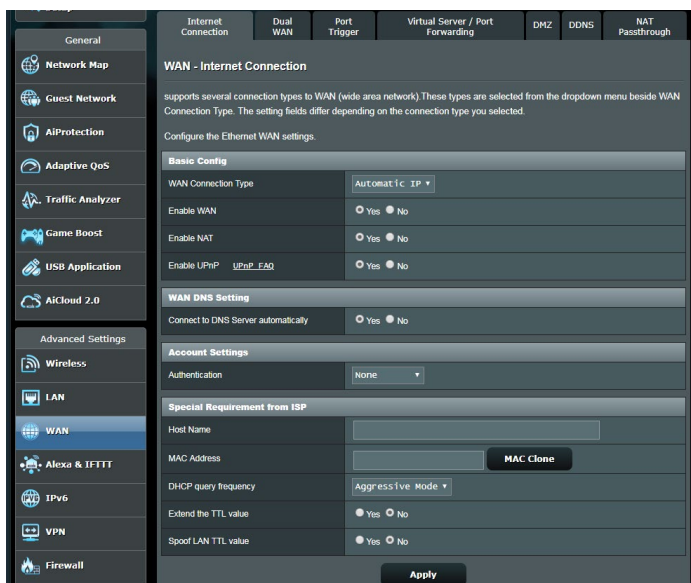 General
Network Map
Guest Network
AiProtection
Adaptive QoS
Traffic Analyzer
Game Boost
USB Application
AiCloud 2.0
Advanced Settings
Wireless
LAN
WAN
Alexa & IFTTT
IPv6
VPN
Firewall
Internet Connection
Dual WAN
Port Trigger
Virtual Server / Port Forwarding
DMZ
DDNS
NAT Passthrough
WAN - Internet Connection
supports several connection types to WAN (wide area network).These types are selected from the dropdown menu beside WAN
Connection Type. The setting fields differ depending on the connection type you selected.
Configure the Ethernet WAN settings.
Basic Config
WAN Connection Type Automatic IP
Enable WAN Yes No
Enable NAT Yes No
Enable UPnP UPnP FAQ Yes No
WAN DNS Setting
Connect to DNS Server automatically Yes No
Account Settings
Authentication None
Special Requirement from ISP
Host Name
MAC Address MAC Clone
DHCP query frequency Aggressive Mode
Extend the TTL value Yes No
Spoof LAN TTL value Yes No
Apply